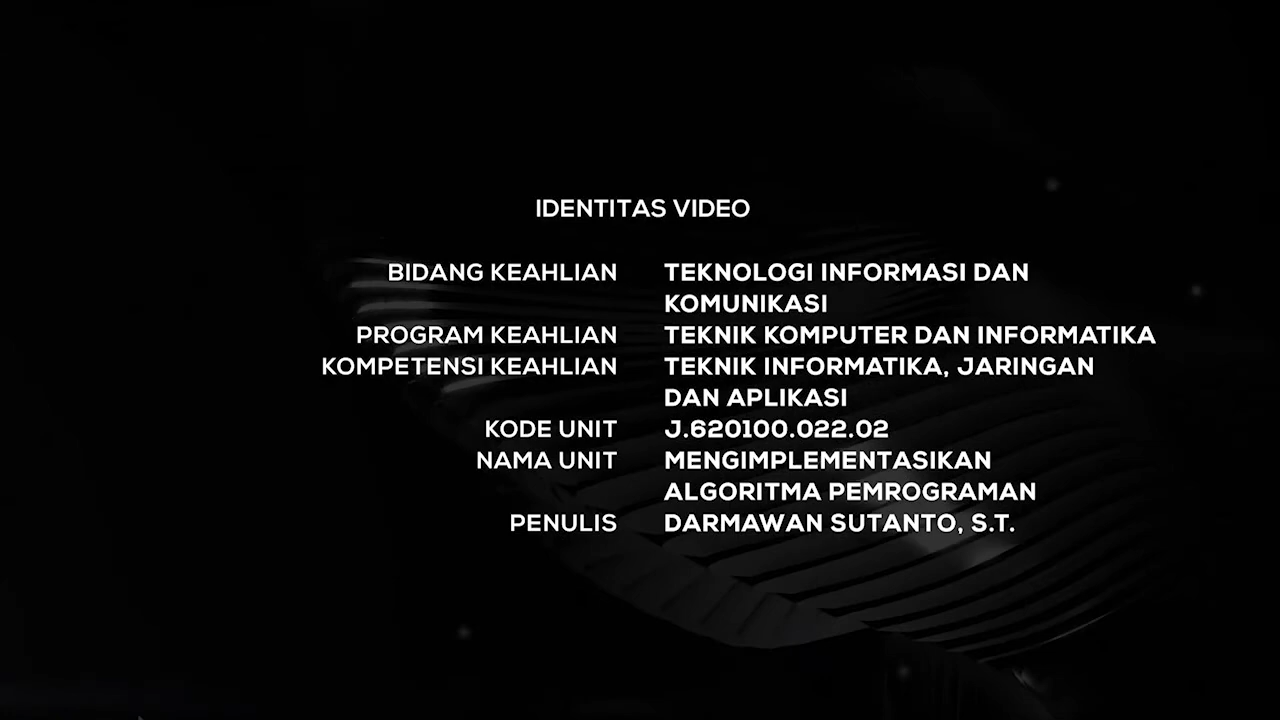 IDENTITAS VIDEO
BIDANG KEAHLIAN TEKNOLOGI INFORMASI DAN
KOMUNIKASI
PROGRAM KEAHLIAN TEKNIK KOMPUTER DAN INFORMATIKA
KOMPETENSI KEAHLIAN TEKNIK INFORMATIKA, JARINGAN
DAN APLIKASI
KODE UNIT J.620100.022.02
NAMA UNIT MENGIMPLEMENTASIKAN
ALGORITMA PEMROGRAMAN
PENULIS DARMAWAN SUTANTO, S.T.